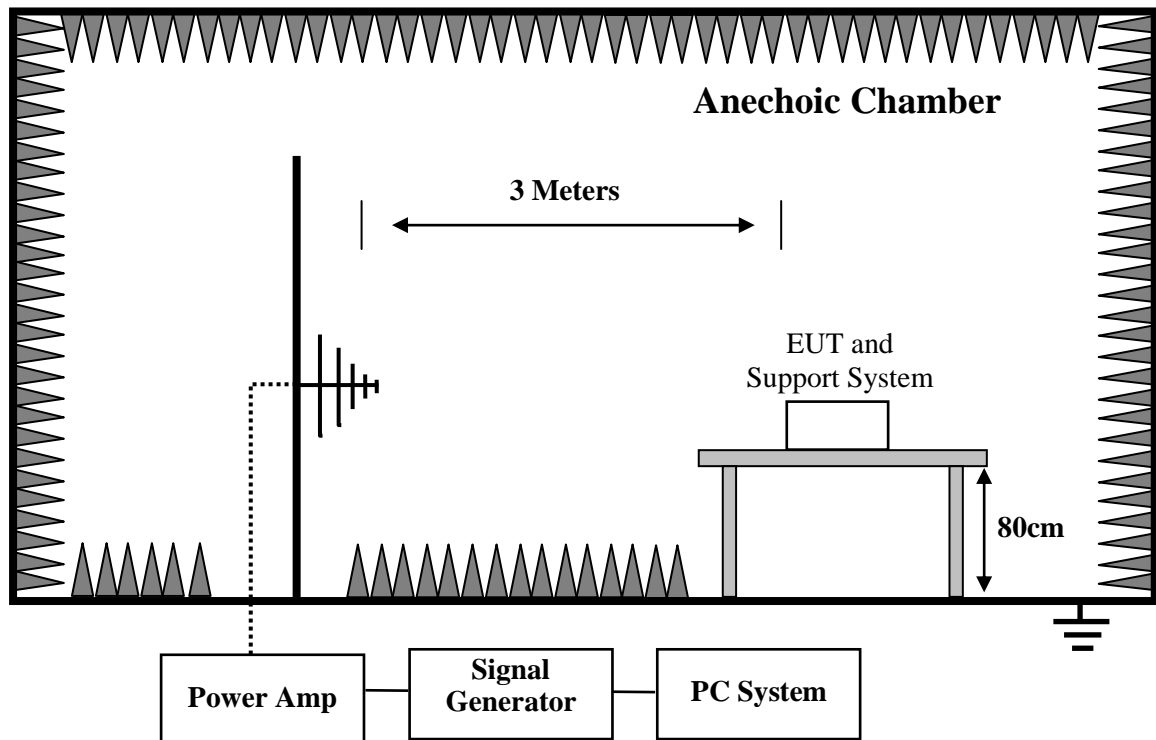 Anechoic Chamber
3 Meters
EUT and
Support System
80cm
Power Amp
Signal
Generator
PC System